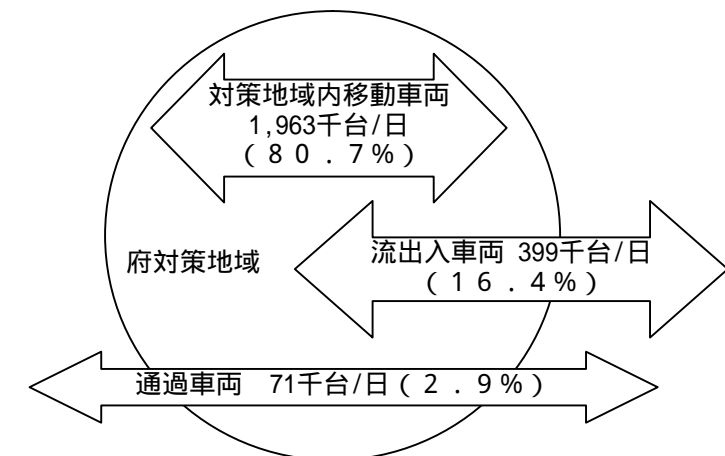 対策地域内移動車両
1,963千台/日
(80.7%)
府対策地域
流出入車両 399千台/日
(16.4%)
通過車両 71千台/日(2.9%)